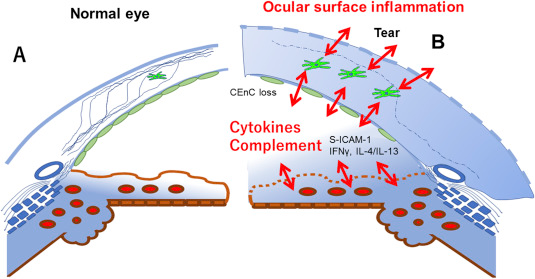 Normal eye
Ocular surface inflammation
A
Tear
B
CEnC loss
Cytokines
Complement
S-ICAM-1
IFNγ, IL-4/IL-13